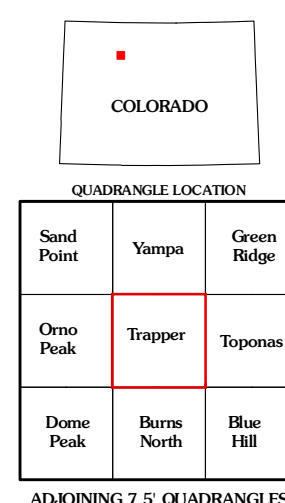 COLORADO
QUADRANGLE LOCATION
Sand Point
Yampa
Green Ridge
Orno Peak
Trapper
Toponas
Dome Peak
Burns North
Blue Hill
ADJOINING 7.5' QUADRANGLES